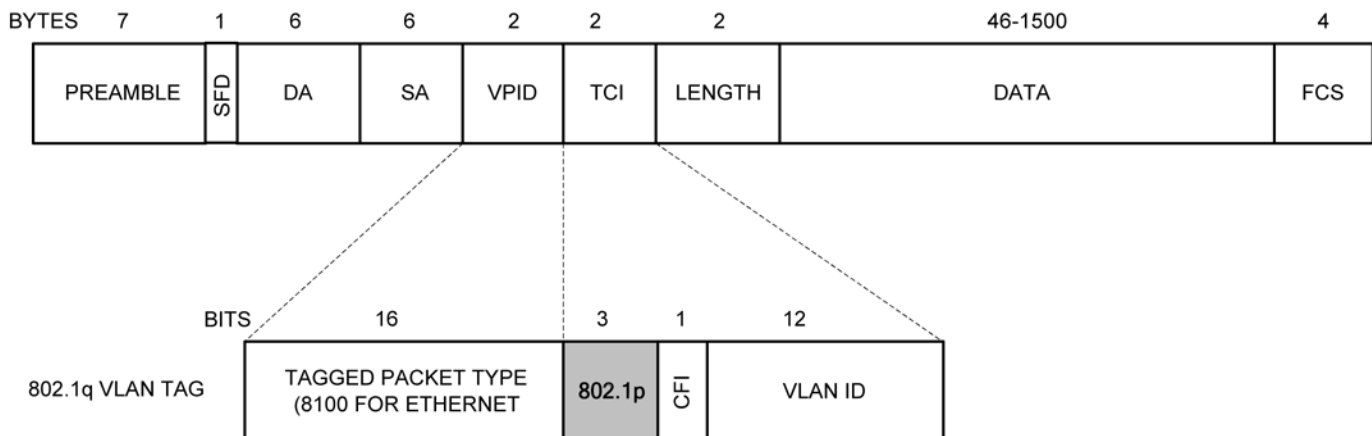 BYTES 7 1 6 6 2 2 2 46-1500 4
PREAMBLE SFD DA SA VPID TCI LENGTH DATA FCS
BITS 16 3 1 12
802.1q VLAN TAG
TAGGED PACKET TYPE
(8100 FOR ETHERNET
802.1p
CFI
VLAN ID